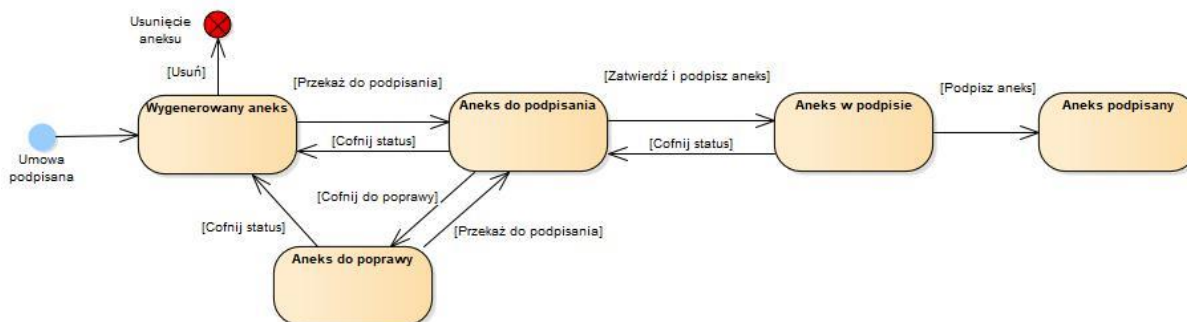 Usunięcie
aneksu
[Usuń]
[Przekaż do podpisania]
[Zatwierdź i podpisz aneks]
[Podpisz aneks]
Wygenerowany aneks
Aneks do podpisania
Aneks w podpisie
Aneks podpisany
Umowa
podpisana
[Cofnij status]
[Cofnij status]
[Cofnij do poprawy]
[Cofnij status]
[Przekaż do podpisania]
Aneks do poprawy